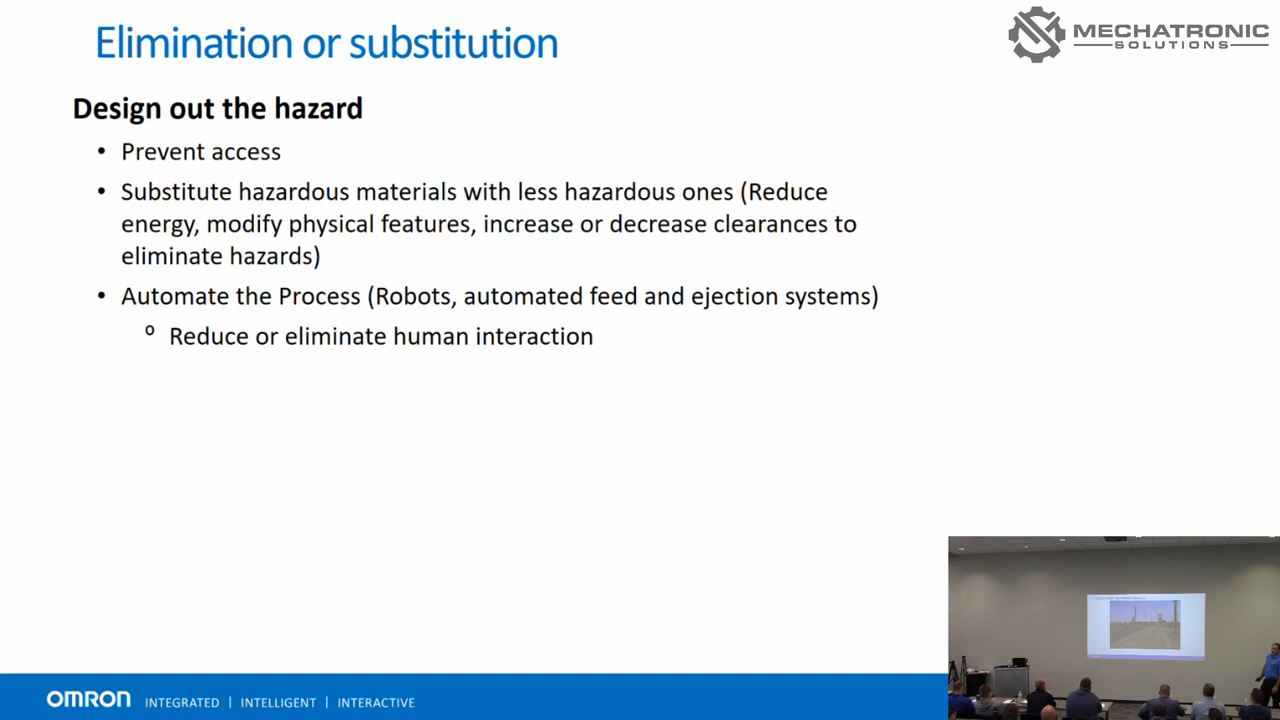 Elimination or substitution
MECHATRONIC
SOLUTIONS
Design out the hazard
• Prevent access
• Substitute hazardous materials with less hazardous ones (Reduce
energy, modify physical features, increase or decrease clearances to
eliminate hazards)
• Automate the Process (Robots, automated feed and ejection systems)
º Reduce or eliminate human interaction
OMRON INTEGRATED | INTELLIGENT | INTERACTIVE